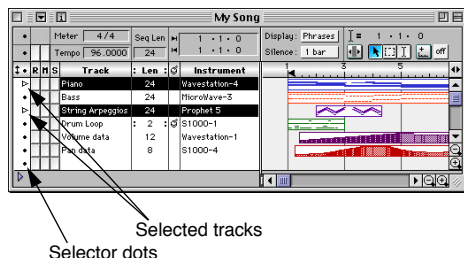 My Song
Meter 4/4 Seq Len 1 · 1 · 0 Display: Phrases 1 · 1 · 0
Tempo 96.0000 24 1 · 1 · 0 Silence: 1 bar off
R M S Track : Len : Instrument 1 3 5
Piano 24 Wavestation-4
Bass 24 MicroWave-3
String Arpeggios 24 Prophet 5
Drum Loop : 2 : S1000-1
Volume data 12 Wavestation-1
Pan data 8 S1000-4
Selected tracks
Selector dots